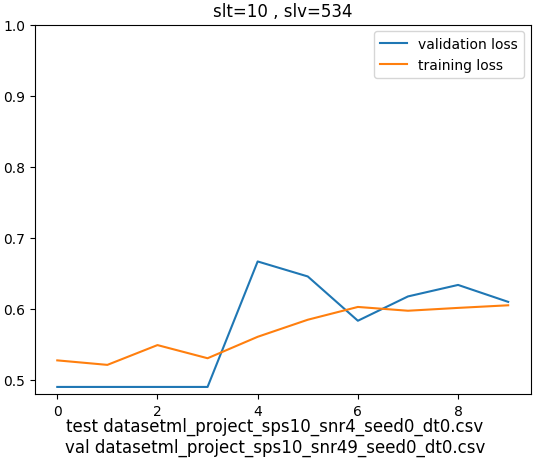 slt=10 , slv=534
validation loss
training loss
1.0
0.9
0.8
0.7
0.6
0.5
0 2 4 6 8
test datasetml_project_sps10_snr4_seed0_dt0.csv
val datasetml_project_sps10_snr49_seed0_dt0.csv